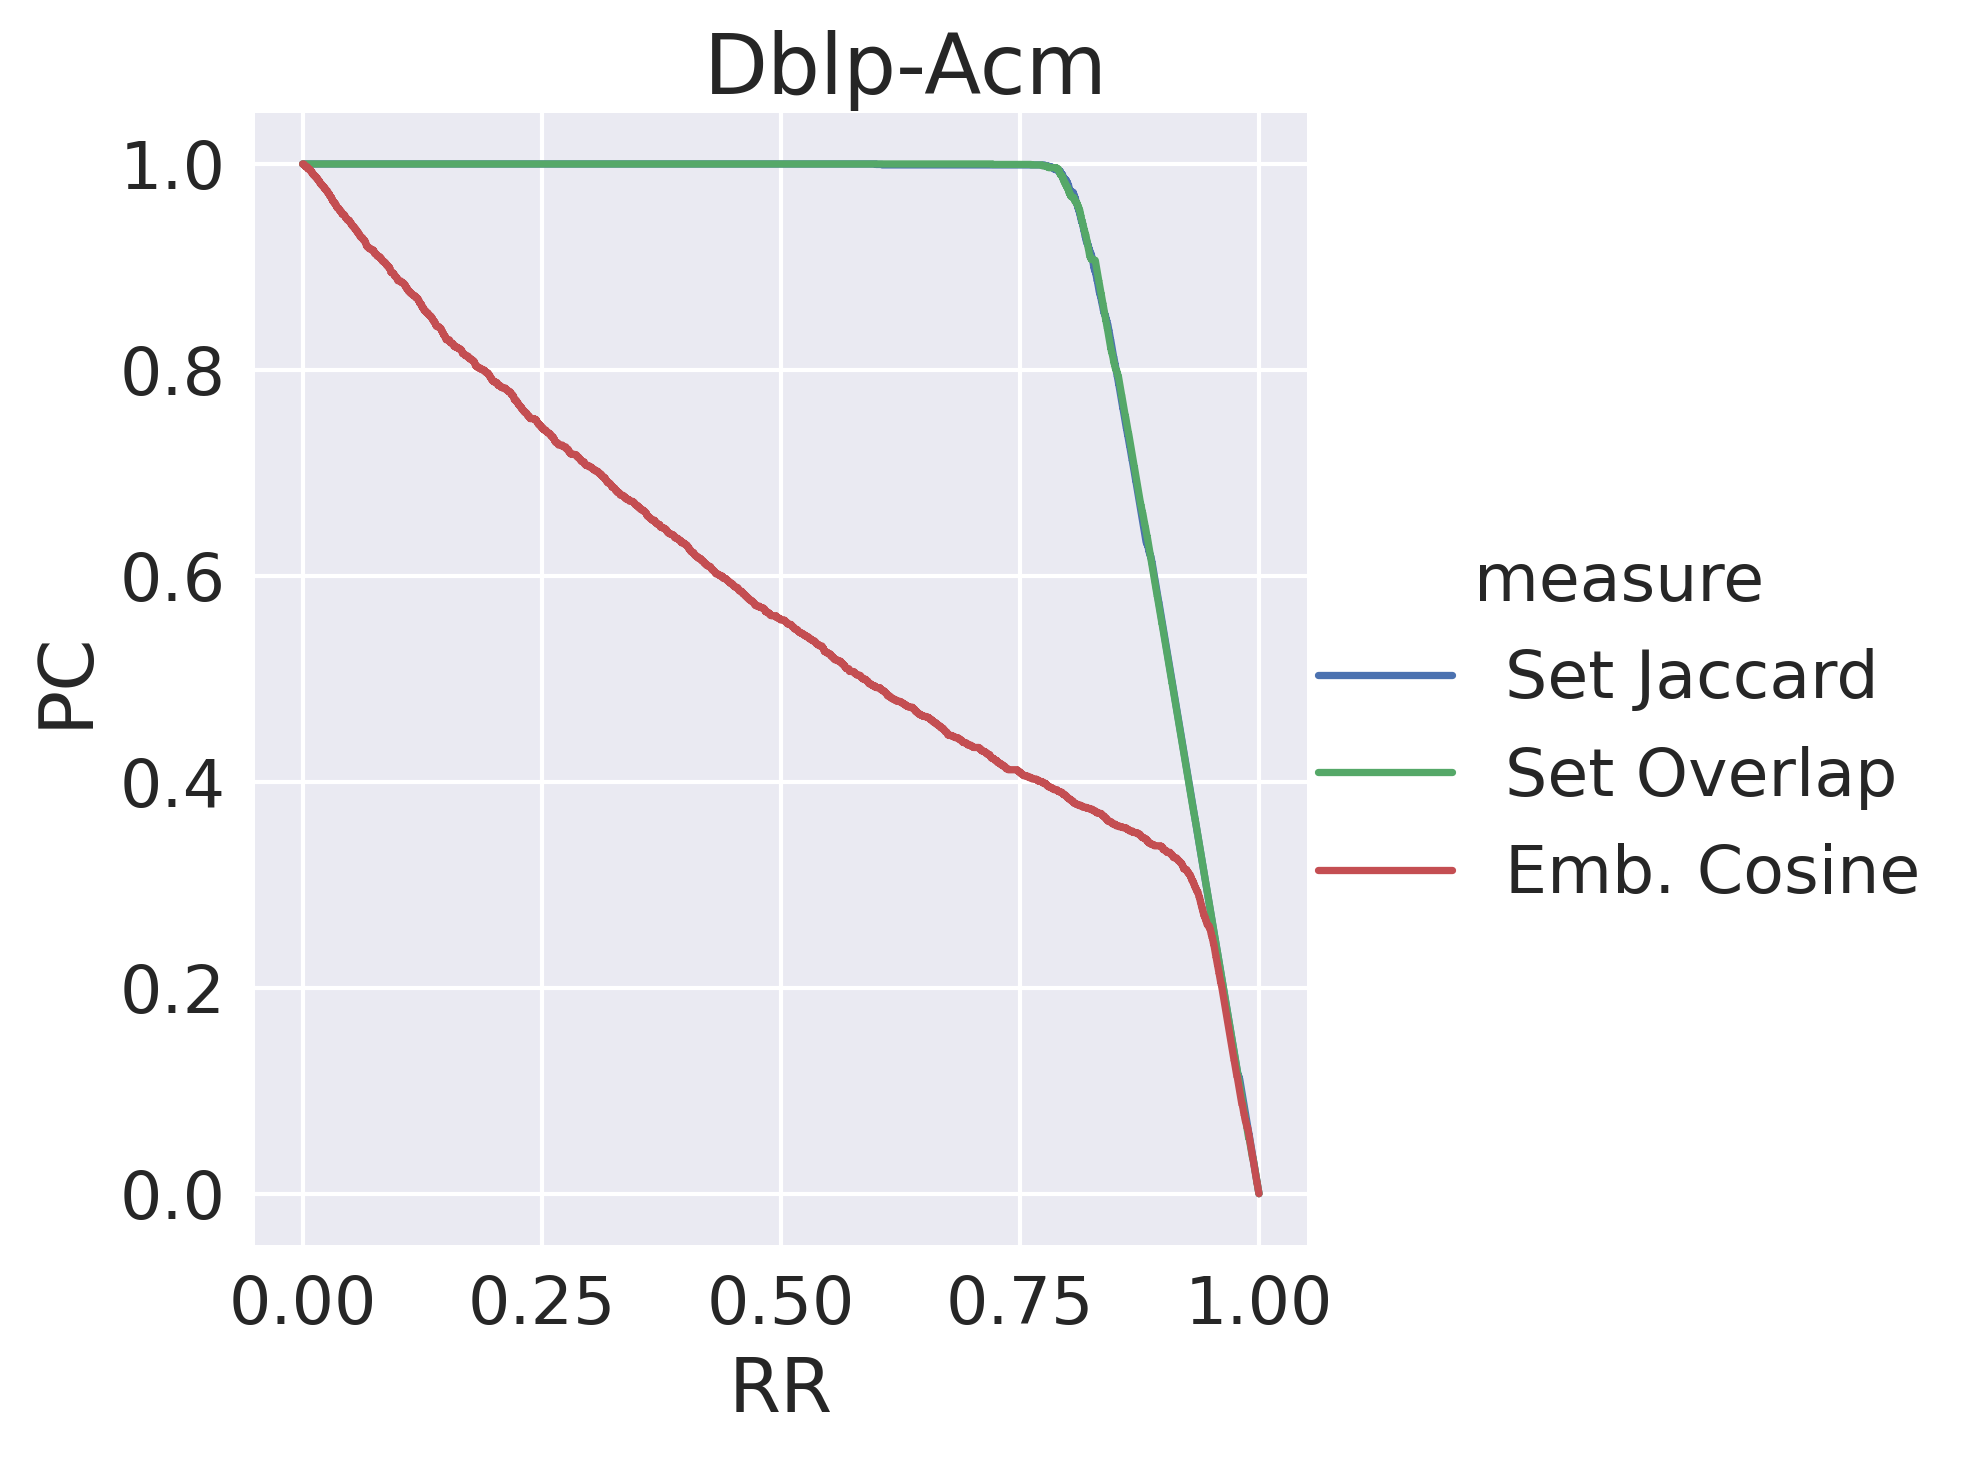 Dblp-Acm
1.0
0.8
0.6
0.4
0.2
0.0
PC
0.00 0.25 0.50 0.75 1.00
RR
measure
Set Jaccard
Set Overlap
Emb. Cosine